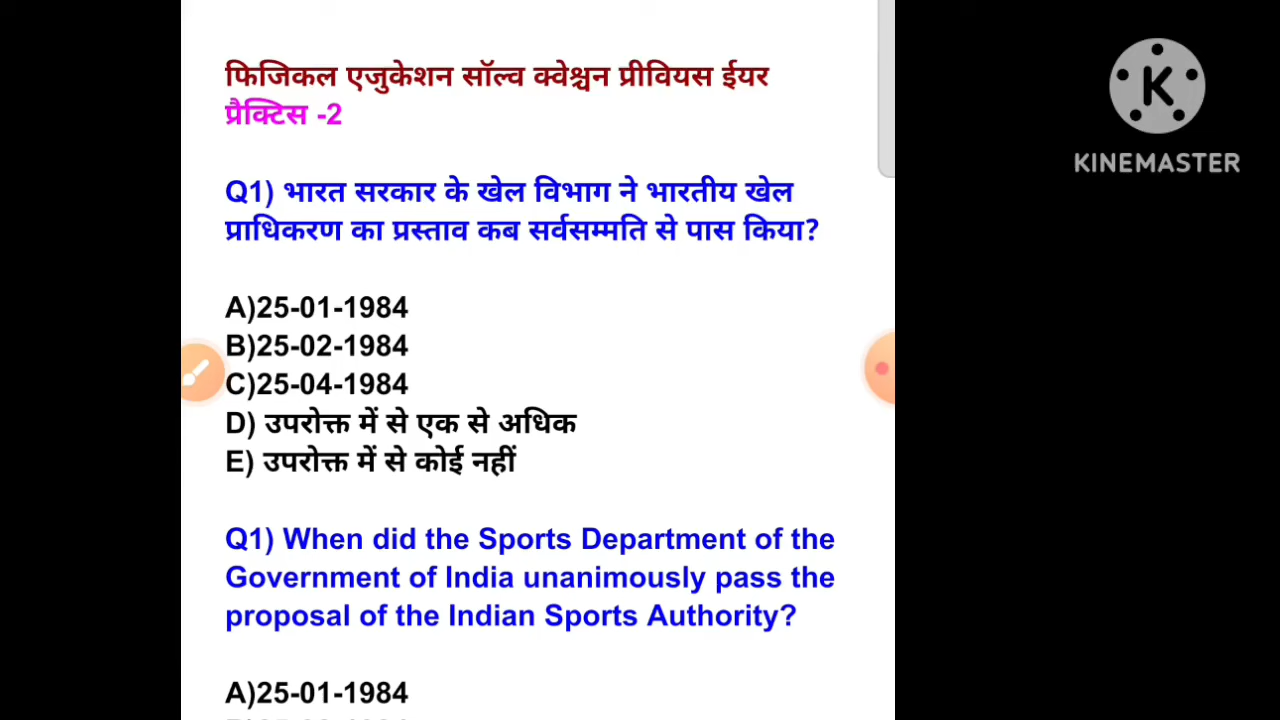 फिजिकल एजुकेशन सॉल्व क्वेश्चन प्रीवियस ईयर
प्रैक्टिस -2
Q1) भारत सरकार के खेल विभाग ने भारतीय खेल
प्राधिकरण का प्रस्ताव कब सर्वसम्मति से पास किया?
A)25-01-1984
B)25-02-1984
C)25-04-1984
D) उपरोक्त में से एक से अधिक
E) उपरोक्त में से कोई नहीं
Q1) When did the Sports Department of the
Government of India unanimously pass the
proposal of the Indian Sports Authority?
A)25-01-1984
K
KINEMASTER